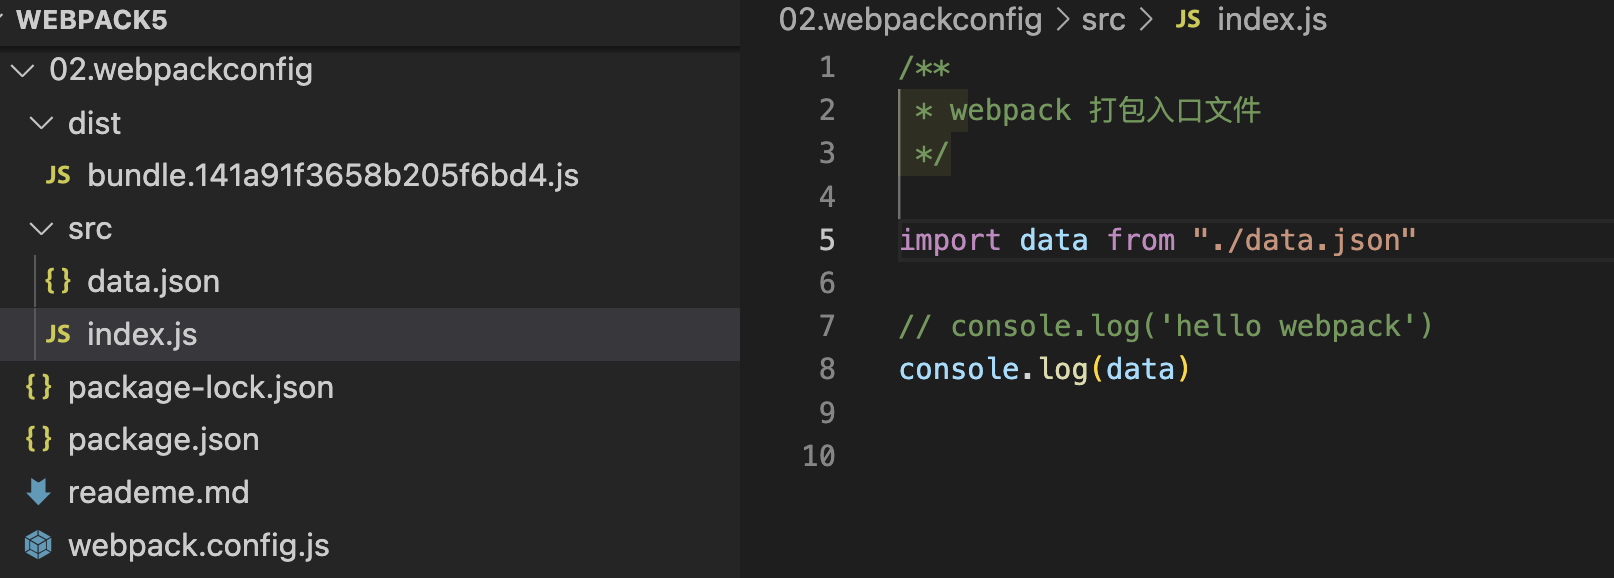 WEBPACK5
02.webpackconfig
dist
JS bundle.141a91f3658b205f6bd4.js
src
{} data.json
JS index.js
{} package-lock.json
{} package.json
reademe.md
webpack.config.js
02.webpackconfig > src > JS index.js
1 /**
2 * webpack 打包入口文件
3 */
4
5 import data from "./data.json"
6
7 // console.log('hello webpack')
8 console.log(data)
9
10